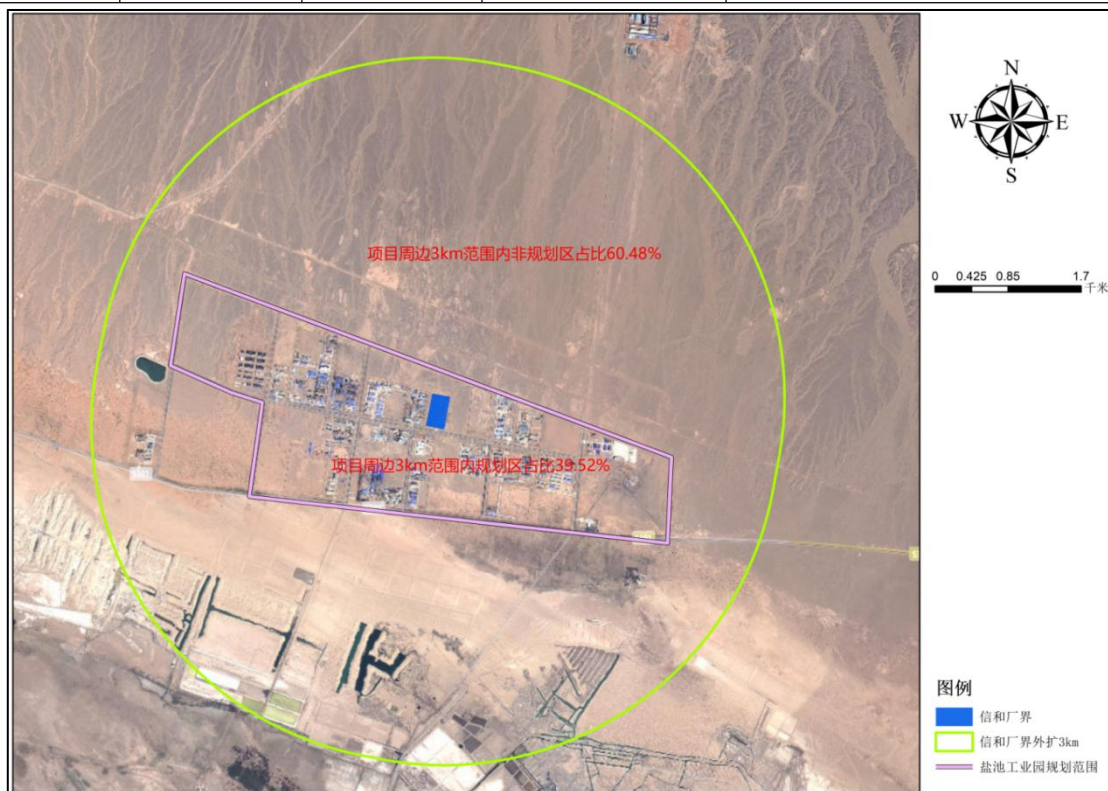 N
W
E
S
0 0.425 0.85 1.7
千米
项目周边3km范围内非规划区占比60.48%
项目周边3km范围内规划区占比39.52%
图例
信和厂界
信和厂界外扩3km
盐池工业园规划范围